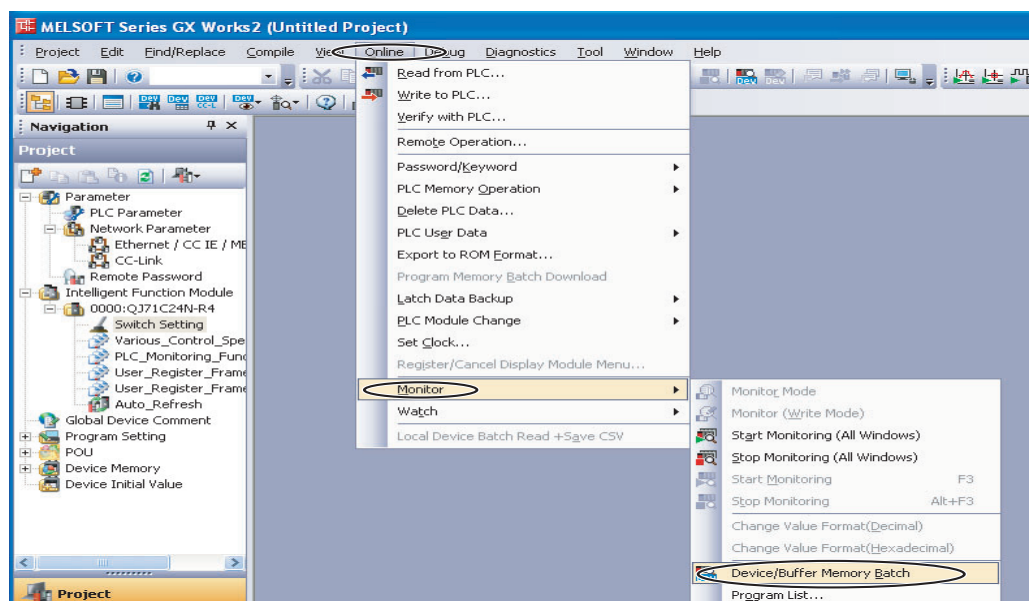 MELSOFT Series GX Works2 (Untitled Project)
Project Edit Find/Replace Compile View Online Debug Diagnostics Tool Window Help
Navigation
Project
Parameter
PLC Parameter
Network Parameter
Ethernet / CC IE / ME
CC-Link
Remote Password
Intelligent Function Module
0000:QJ71C24N-R4
Switch Setting
Various_Control_Spe
PLC_Monitoring_Func
User_Register_Frame
User_Register_Frame
Auto_Refresh
Global Device Comment
Program Setting
POU
Device Memory
Device Initial Value
Project
Read from PLC...
Write to PLC...
Verify with PLC...
Remote Operation...
Password/Keyword
PLC Memory Operation
Delete PLC Data...
PLC User Data
Export to ROM Format...
Program Memory Batch Download
Latch Data Backup
PLC Module Change
Set Clock...
Register/Cancel Display Module Menu...
Monitor
Watch
Local Device Batch Read +Save CSV
Monitor Mode
Monitor (Write Mode)
Start Monitoring (All Windows)
Stop Monitoring (All Windows)
Start Monitoring F3
Stop Monitoring Alt+F3
Change Value Format(Decimal)
Change Value Format(Hexadecimal)
Device/Buffer Memory Batch
Program List...